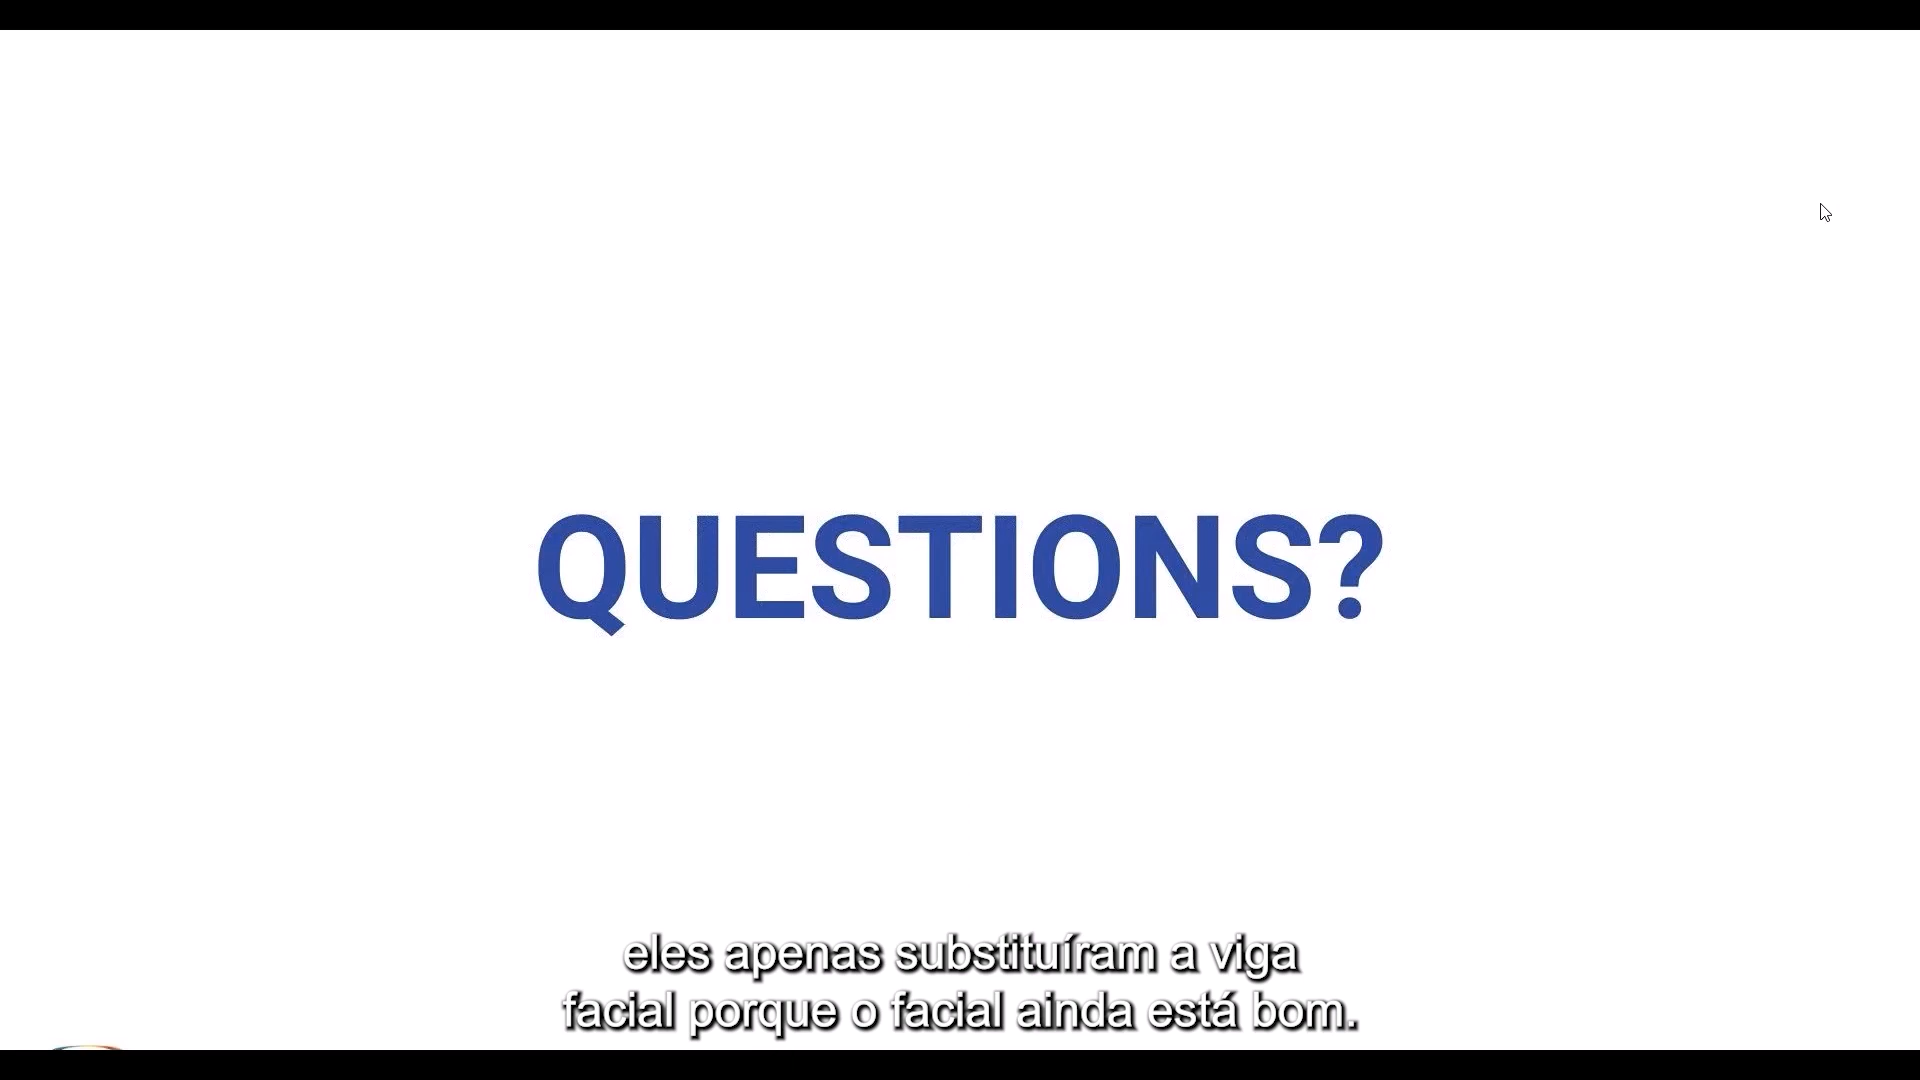 QUESTIONS?
eles apenas substituíram a viga
facial porque o facial ainda está bom.